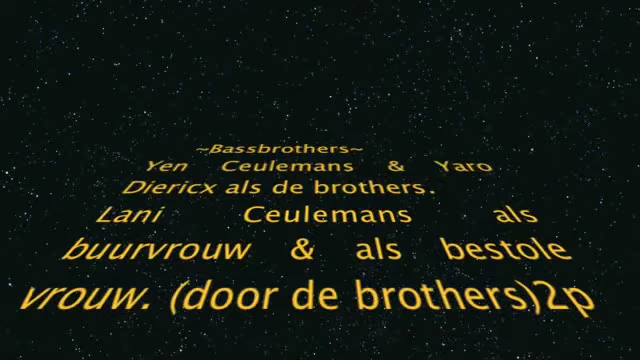 ~Bassbrothers~
Yen Ceulemans & Yaro
Diericx als de brothers.
Lani Ceulemans als
buurvrouw & als bestole
vrouw. (door de brothers)2p